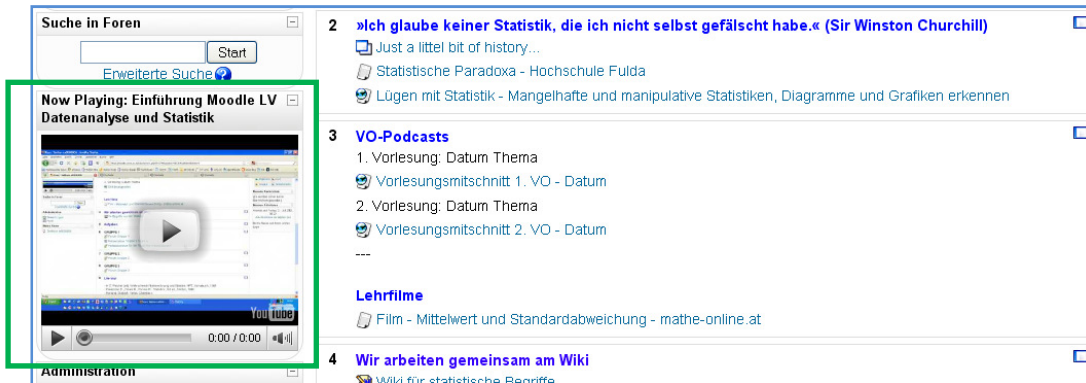 Suche in Foren
Start
Erweiterte Suche
Now Playing: Einführung Moodle LV
Datenanalyse und Statistik
YouTube
0:00 / 0:00
Administration
2 »Ich glaube keiner Statistik, die ich nicht selbst gefälscht habe.« (Sir Winston Churchill)
Just a littel bit of history...
Statistische Paradoxa - Hochschule Fulda
Lügen mit Statistik - Mangelhafte und manipulative Statistiken, Diagramme und Grafiken erkennen
3 VO-Podcasts
1. Vorlesung: Datum Thema
Vorlesungsmitschnitt 1. VO - Datum
2. Vorlesung: Datum Thema
Vorlesungsmitschnitt 2. VO - Datum
---
Lehrfilme
Film - Mittelwert und Standardabweichung - mathe-online.at
4 Wir arbeiten gemeinsam am Wiki
Wiki für statistische Begriffe